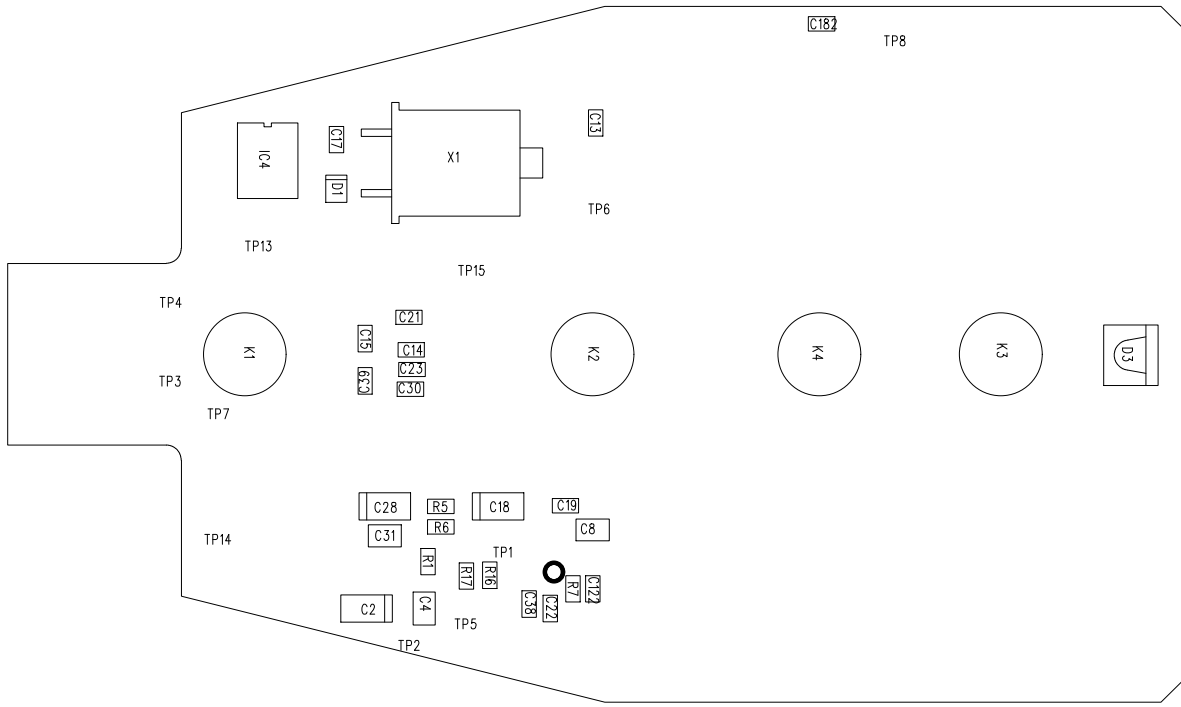 C182
TP8
C13
C17
IC4
X1
D1
TP6
TP13
TP15
TP4
C21
C15
K1
C14
K2
K4
K3
D3
C23
TP3
C39
C30
TP7
C28
R5
C18
C19
R6
C8
C31
TP14
TP1
R1
R17
R16
R7
C122
C38
C22
C2
C4
TP5
TP2